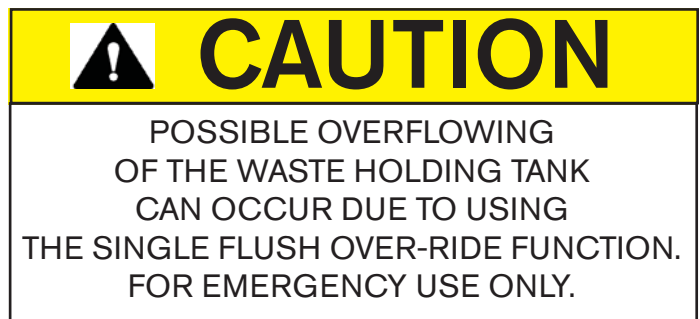 CAUTION
POSSIBLE OVERFLOWING
OF THE WASTE HOLDING TANK
CAN OCCUR DUE TO USING
THE SINGLE FLUSH OVER-RIDE FUNCTION.
FOR EMERGENCY USE ONLY.